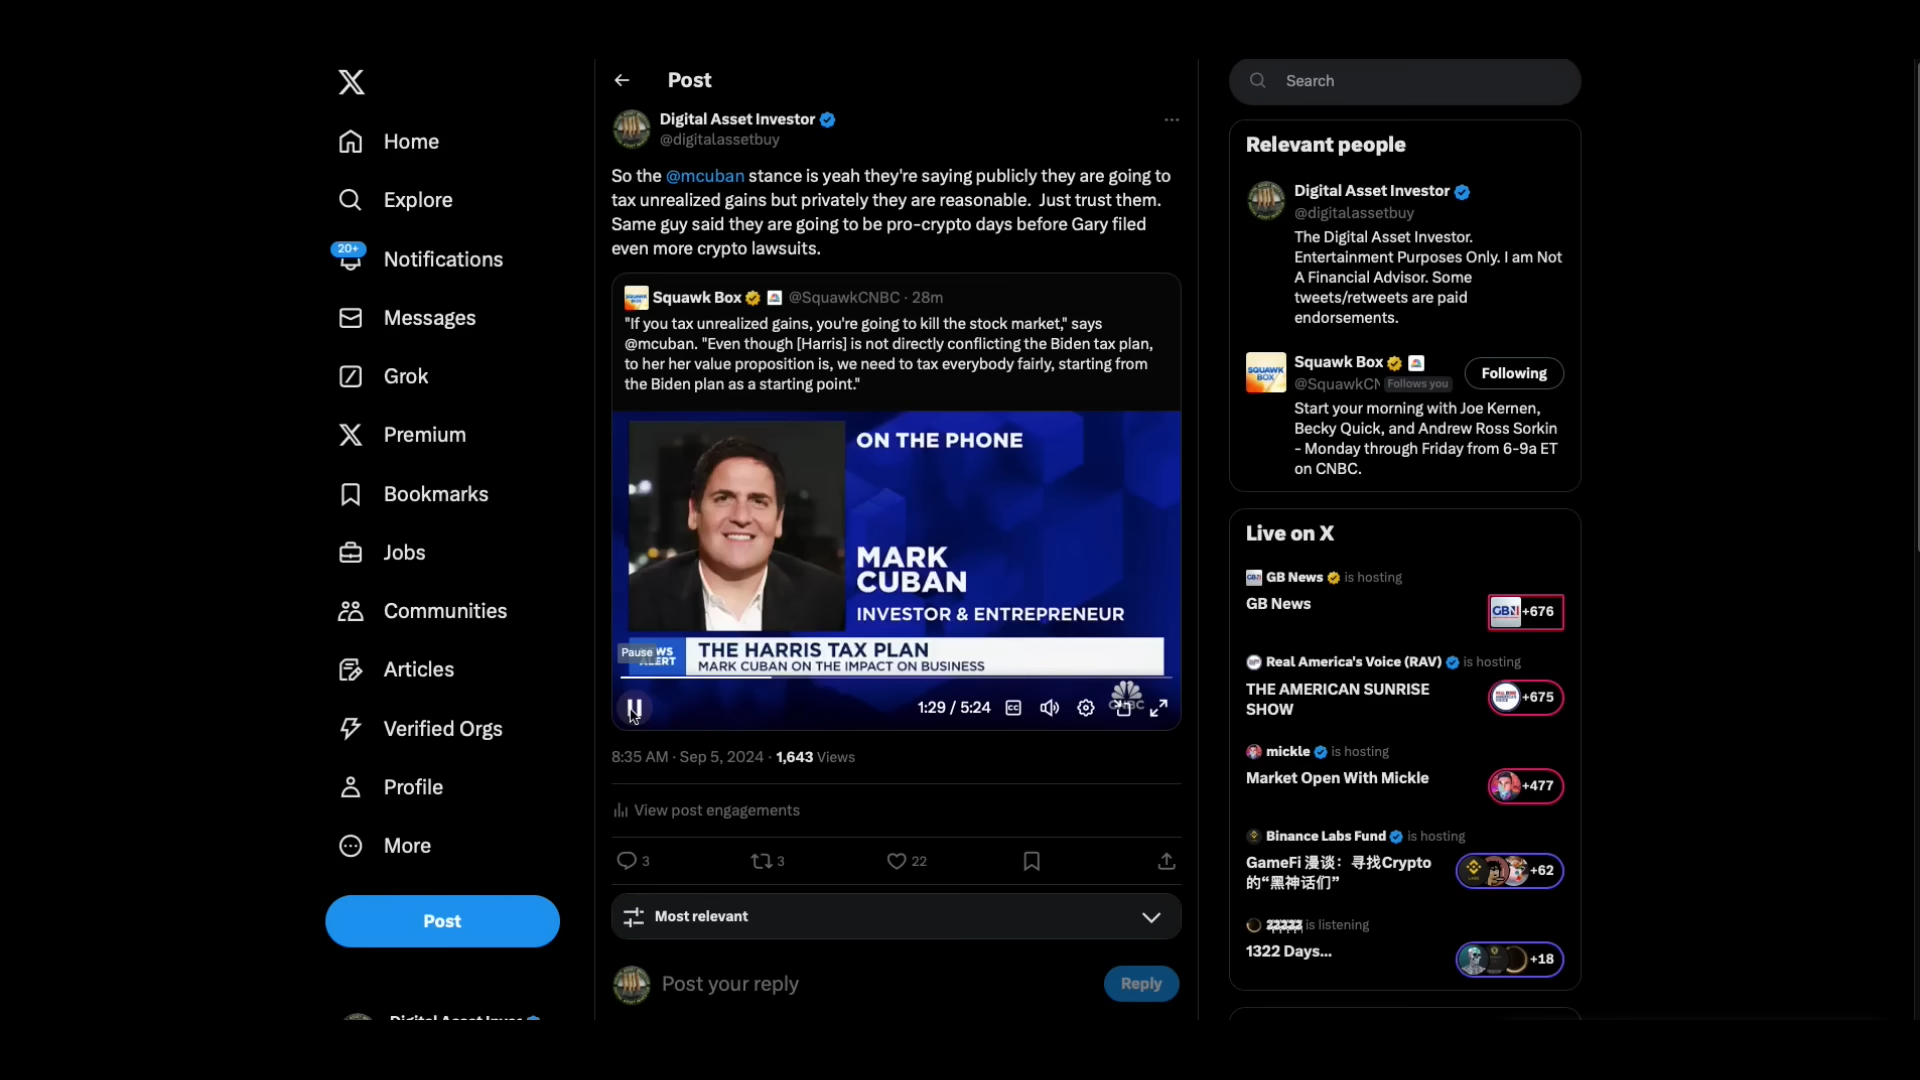 Home
Explore
20+
Notifications
Messages
Grok
Premium
Bookmarks
Jobs
Communities
Articles
Verified Orgs
Profile
More
Post
Post
Digital Asset Investor
@digitalassetbuy
So the @mcuban stance is yeah they're saying publicly they are going to
tax unrealized gains but privately they are reasonable.  Just trust them.
Same guy said they are going to be pro-crypto days before Gary filed
even more crypto lawsuits.
Squawk Box @SquawkCNBC · 28m
"If you tax unrealized gains, you're going to kill the stock market," says
@mcuban. "Even though [Harris] is not directly conflicting the Biden tax plan,
to her her value proposition is, we need to tax everybody fairly, starting from
the Biden plan as a starting point."
ON THE PHONE
MARK
CUBAN
INVESTOR & ENTREPRENEUR
Pause
THE HARRIS TAX PLAN
MARK CUBAN ON THE IMPACT ON BUSINESS
1:29 / 5:24
CNBC
8:35 AM · Sep 5, 2024 · 1,643 Views
View post engagements
3
3
22
Most relevant
Post your reply
Reply
Search
Relevant people
Digital Asset Investor
@digitalassetbuy
The Digital Asset Investor.
Entertainment Purposes Only. I am Not
A Financial Advisor. Some
tweets/retweets are paid
endorsements.
SQUAWK BOX
Squawk Box
@SquawkCN Follows you
Following
Start your morning with Joe Kernen,
Becky Quick, and Andrew Ross Sorkin
- Monday through Friday from 6-9a ET
on CNBC.
Live on X
GB News is hosting
GB News
GBN +676
Real America's Voice (RAV) is hosting
THE AMERICAN SUNRISE
SHOW
+675
mickle is hosting
Market Open With Mickle
+477
Binance Labs Fund is hosting
GameFi 漫谈：寻找Crypto
的“黑神话们”
+62
is listening
1322 Days...
+18